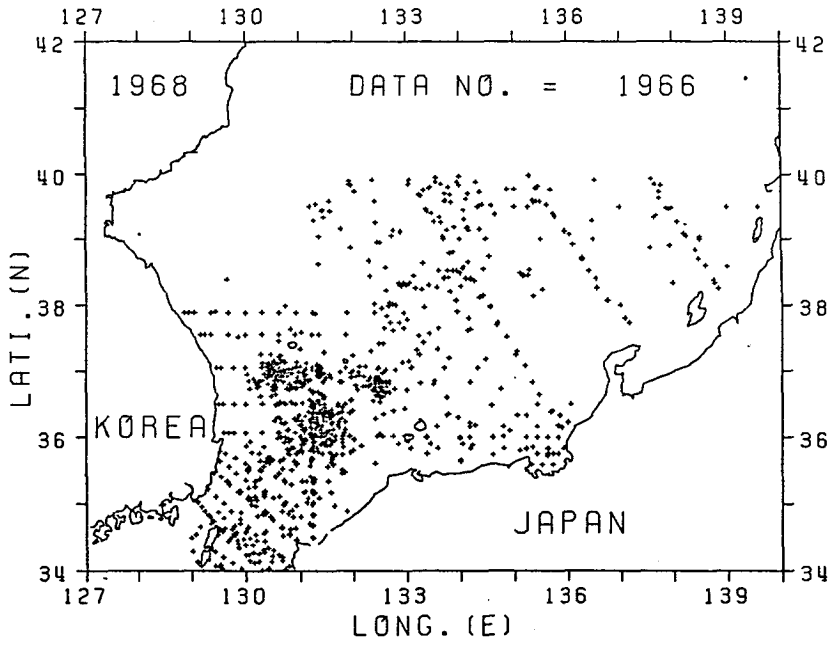 127 130 133 136 139
42 42
1968 DATA NØ. = 1966
40 40
38 38
LATI. (N)
KØREA
36 36
JAPAN
34 34
127 130 133 136 139
LØNG. (E)